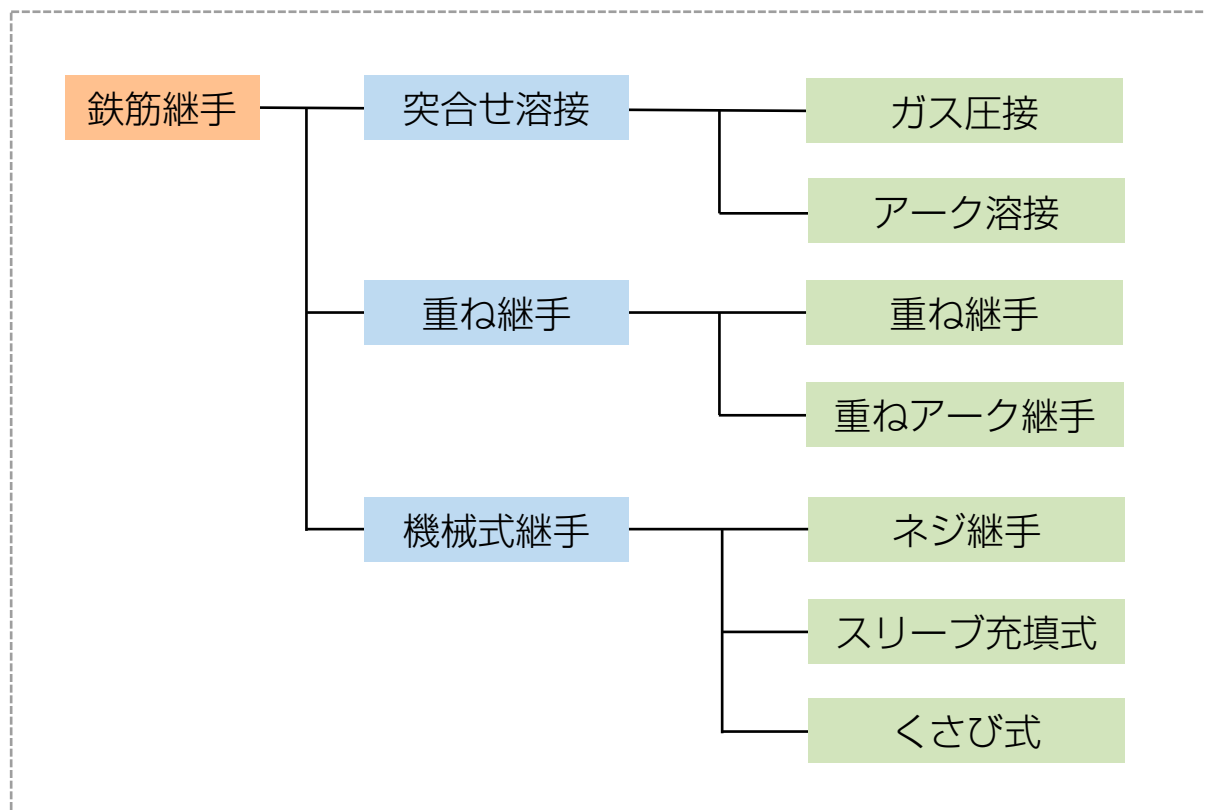 鉄筋継手
突合せ溶接
ガス圧接
アーク溶接
重ね継手
重ね継手
重ねアーク継手
機械式継手
ネジ継手
スリーブ充填式
くさび式